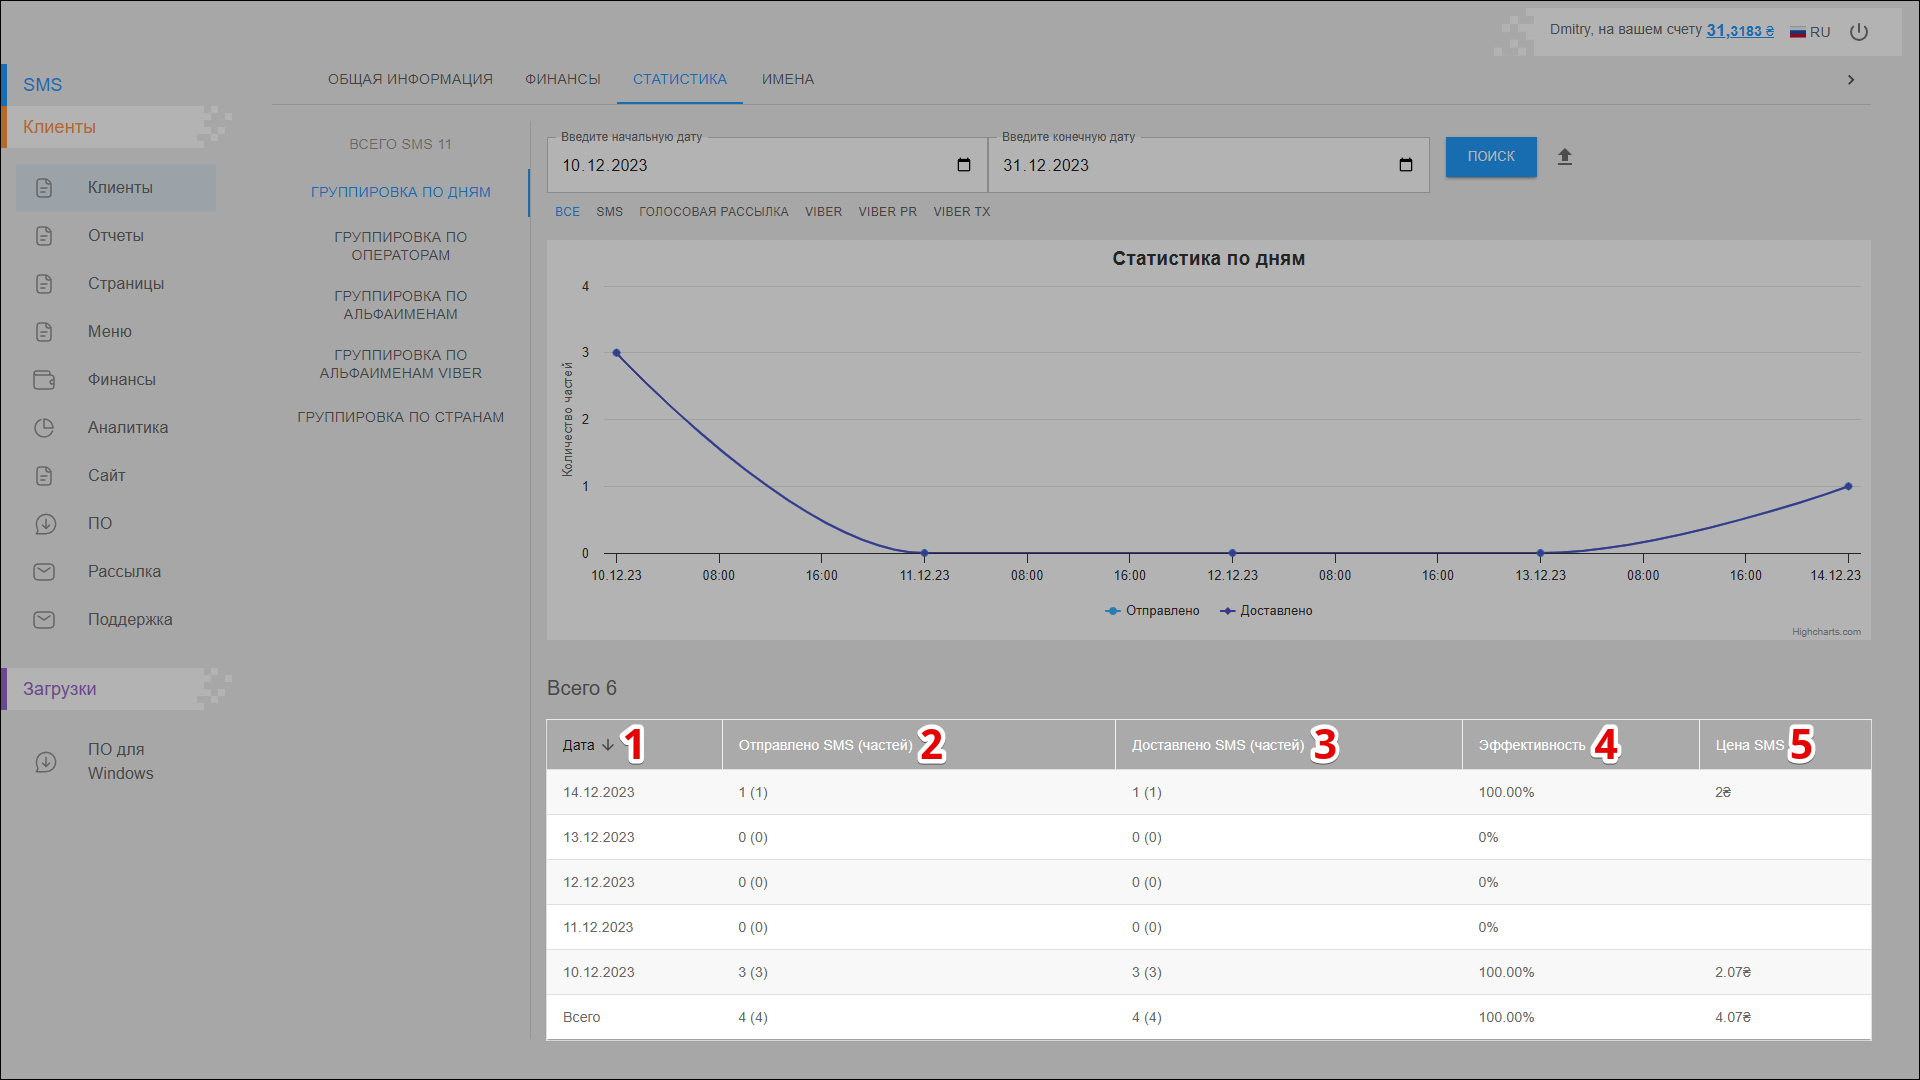 Dmitry, на вашем счету 31,3183 ₴ RU
SMS
Клиенты
Клиенты
Отчеты
Страницы
Меню
Финансы
Аналитика
Сайт
ПО
Рассылка
Поддержка
Загрузки
ПО для
Windows
ОБЩАЯ ИНФОРМАЦИЯ ФИНАНСЫ СТАТИСТИКА ИМЕНА
ВСЕГО SMS 11
ГРУППИРОВКА ПО ДНЯМ
ГРУППИРОВКА ПО
ОПЕРАТОРАМ
ГРУППИРОВКА ПО
АЛЬФАИМЕНАМ
ГРУППИРОВКА ПО
АЛЬФАИМЕНАМ VIBER
ГРУППИРОВКА ПО СТРАНАМ
Введите начальную дату Введите конечную дату
10.12.2023 31.12.2023 ПОИСК
ВСЕ SMS ГОЛОСОВАЯ РАССЫЛКА VIBER VIBER PR VIBER TX
Статистика по дням
Количество частей
4
3
2
1
0
10.12.23 08:00 16:00 11.12.23 08:00 16:00 12.12.23 08:00 16:00 13.12.23 08:00 16:00 14.12.23
Отправлено Доставлено
Highcharts.com
Всего 6
Дата 1 Отправлено SMS (частей) 2 Доставлено SMS (частей) 3 Эффективность 4 Цена SMS 5
14.12.2023 1 (1) 1 (1) 100.00% 2₴
13.12.2023 0 (0) 0 (0) 0%
12.12.2023 0 (0) 0 (0) 0%
11.12.2023 0 (0) 0 (0) 0%
10.12.2023 3 (3) 3 (3) 100.00% 2.07₴
Всего 4 (4) 4 (4) 100.00% 4.07₴